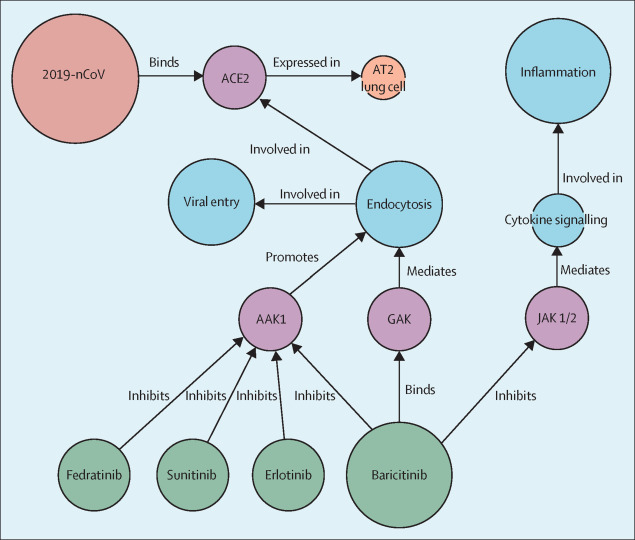 2019-nCoV
Binds
ACE2
Expressed in
AT2
lung cell
Inflammation
Involved in
Viral entry
Involved in
Endocytosis
Involved in
Cytokine signalling
Promotes
Mediates
Mediates
AAK1
GAK
JAK 1/2
Inhibits
Inhibits
Inhibits
Inhibits
Binds
Inhibits
Fedratinib
Sunitinib
Erlotinib
Baricitinib